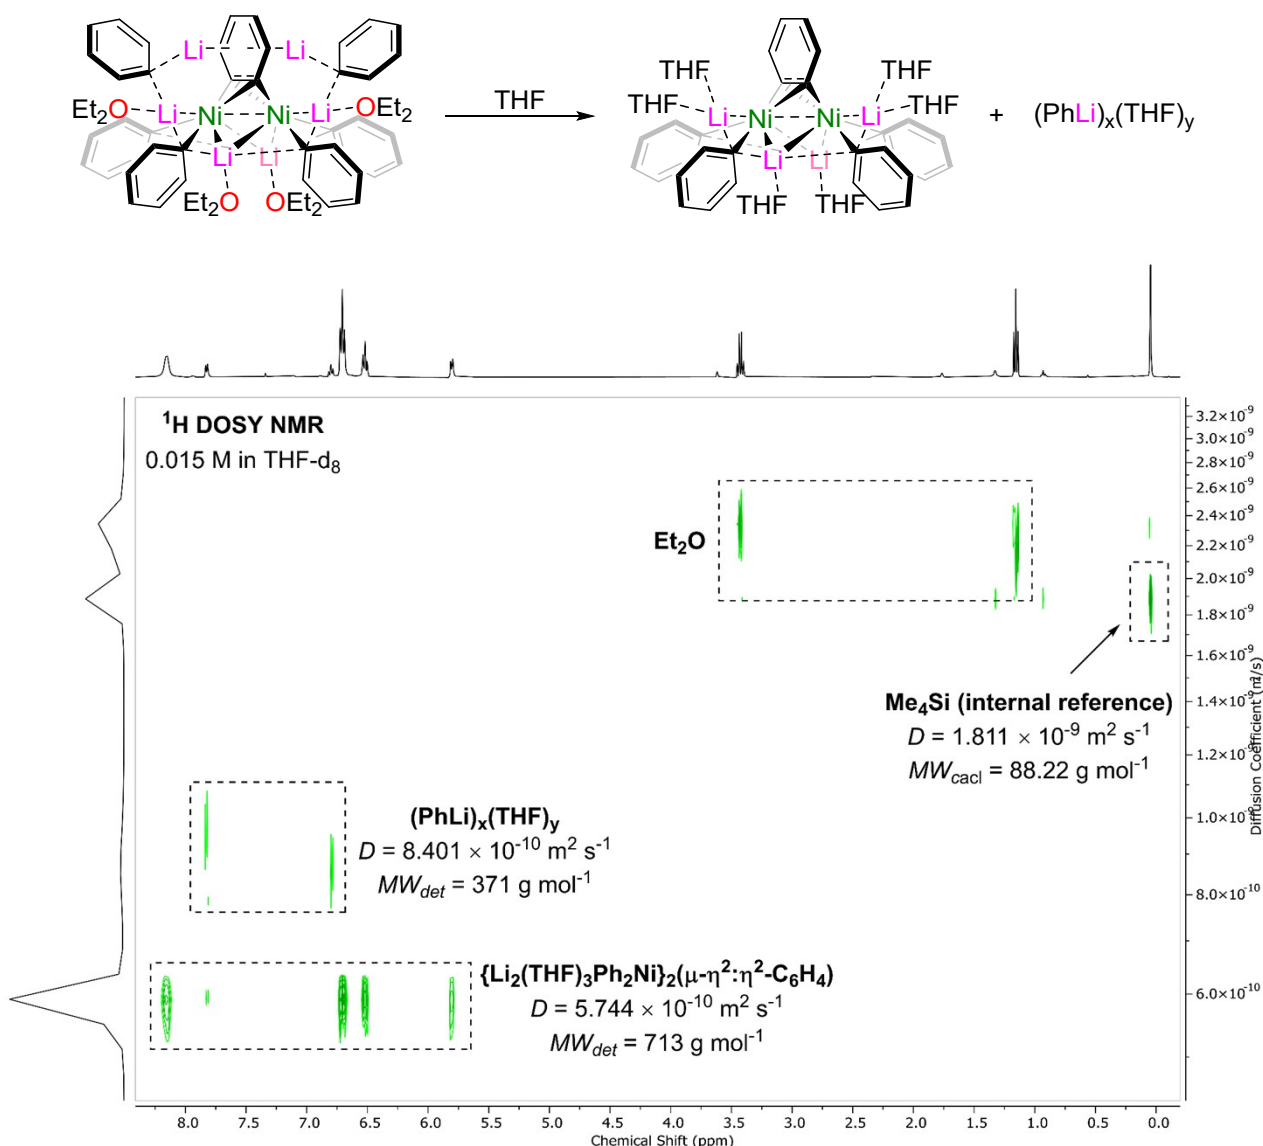 Li Li
Et₂O Li Ni Ni Li OEt₂
Li Li
Et₂O OEt₂
THF
THF THF
THF THF
Li Ni Ni Li
Li Li
THF THF
+ (PhLi)ₓ(THF)ᵧ
¹H DOSY NMR
0.015 M in THF-d₈
Et₂O
Me₄Si (internal reference)
D = 1.811 × 10⁻⁹ m² s⁻¹
MWcacl = 88.22 g mol⁻¹
(PhLi)ₓ(THF)ᵧ
D = 8.401 × 10⁻¹⁰ m² s⁻¹
MWdet = 371 g mol⁻¹
{Li₂(THF)₃Ph₂Ni}₂(μ-η²:η²-C₆H₄)
D = 5.744 × 10⁻¹⁰ m² s⁻¹
MWdet = 713 g mol⁻¹
3.2×10⁻⁹
3.0×10⁻⁹
2.8×10⁻⁹
2.6×10⁻⁹
2.4×10⁻⁹
2.2×10⁻⁹
2.0×10⁻⁹
1.8×10⁻⁹
1.6×10⁻⁹
1.4×10⁻⁹
1.2×10⁻⁹
1.0×10⁻⁹
8.0×10⁻¹⁰
6.0×10⁻¹⁰
Diffusion Coefficient (m²/s)
8.0 7.5 7.0 6.5 6.0 5.5 5.0 4.5 4.0 3.5 3.0 2.5 2.0 1.5 1.0 0.5 0.0
Chemical Shift (ppm)